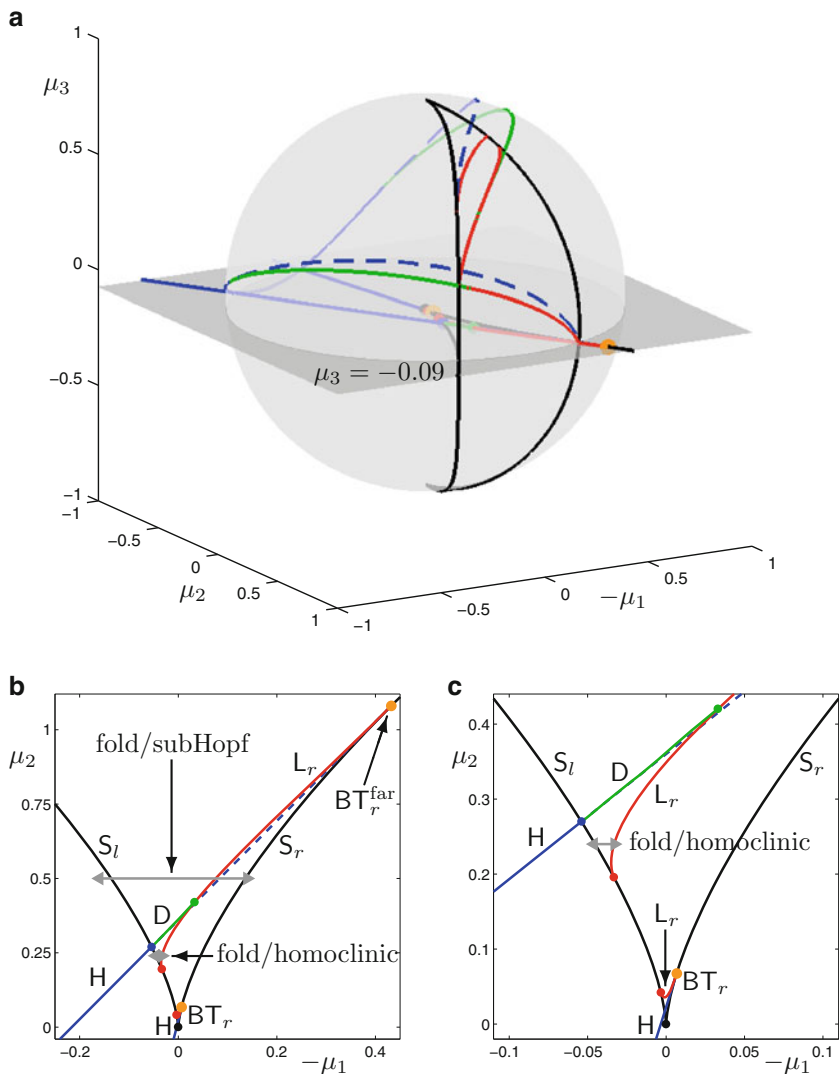 a
1
μ₃
0.5
0
−0.5
−1
−1
−0.5
μ₂
0
0.5
1
−1
−0.5
0
−μ₁
0.5
1
μ₃ = −0.09
b
1
μ₂
0.75
0.5
0.25
0
−0.2
0
0.2
−μ₁
0.4
fold/subHopf
Lᵣ
BTᵣ^far
Sₗ
Sᵣ
D
fold/homoclinic
H
H
BTᵣ
c
0.4
μ₂
0.3
0.2
0.1
0
−0.1
−0.05
0
0.05
−μ₁
0.1
Sₗ
Sᵣ
D
Lᵣ
H
fold/homoclinic
Lᵣ
BTᵣ
H